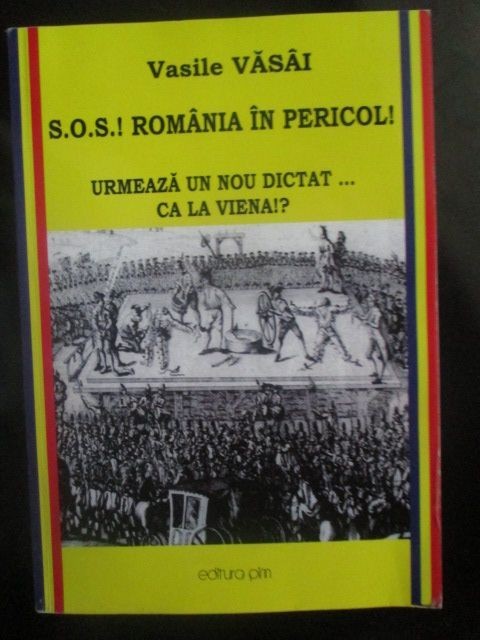 Vasile VĂSÂI
S.O.S.! ROMÂNIA ÎN PERICOL!
URMEAZĂ UN NOU DICTAT ...
CA LA VIENA!?
editura pim